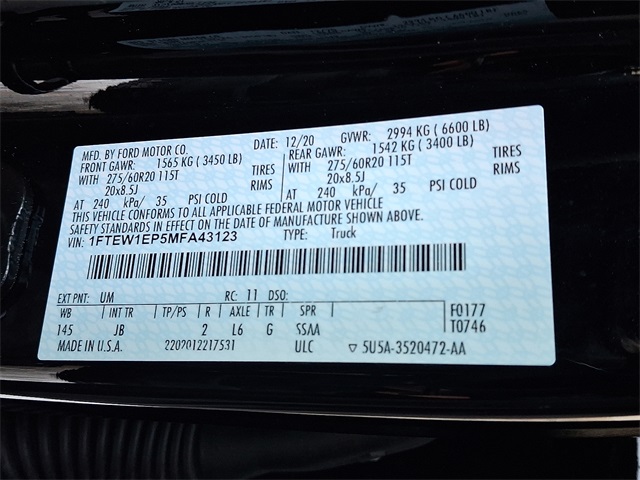 MFD. BY FORD MOTOR CO. DATE: 12/20 GVWR: 2994 KG ( 6600 LB)
FRONT GAWR: 1565 KG ( 3450 LB) REAR GAWR: 1542 KG ( 3400 LB)
WITH 275/60R20 115T TIRES WITH 275/60R20 115T TIRES
20x8.5J RIMS 20x8.5J RIMS
AT 240 kPa/ 35 PSI COLD AT 240 kPa/ 35 PSI COLD
THIS VEHICLE CONFORMS TO ALL APPLICABLE FEDERAL MOTOR VEHICLE
SAFETY STANDARDS IN EFFECT ON THE DATE OF MANUFACTURE SHOWN ABOVE.
VIN: 1FTEW1EP5MFA43123 TYPE: Truck
EXT PNT: UM RC: 11 DSO:
WB INT TR TP/PS R AXLE TR SPR F0177
145 JB 2 L6 G SSAA T0746
MADE IN U.S.A. 2202012217531 ULC 5U5A-3520472-AA